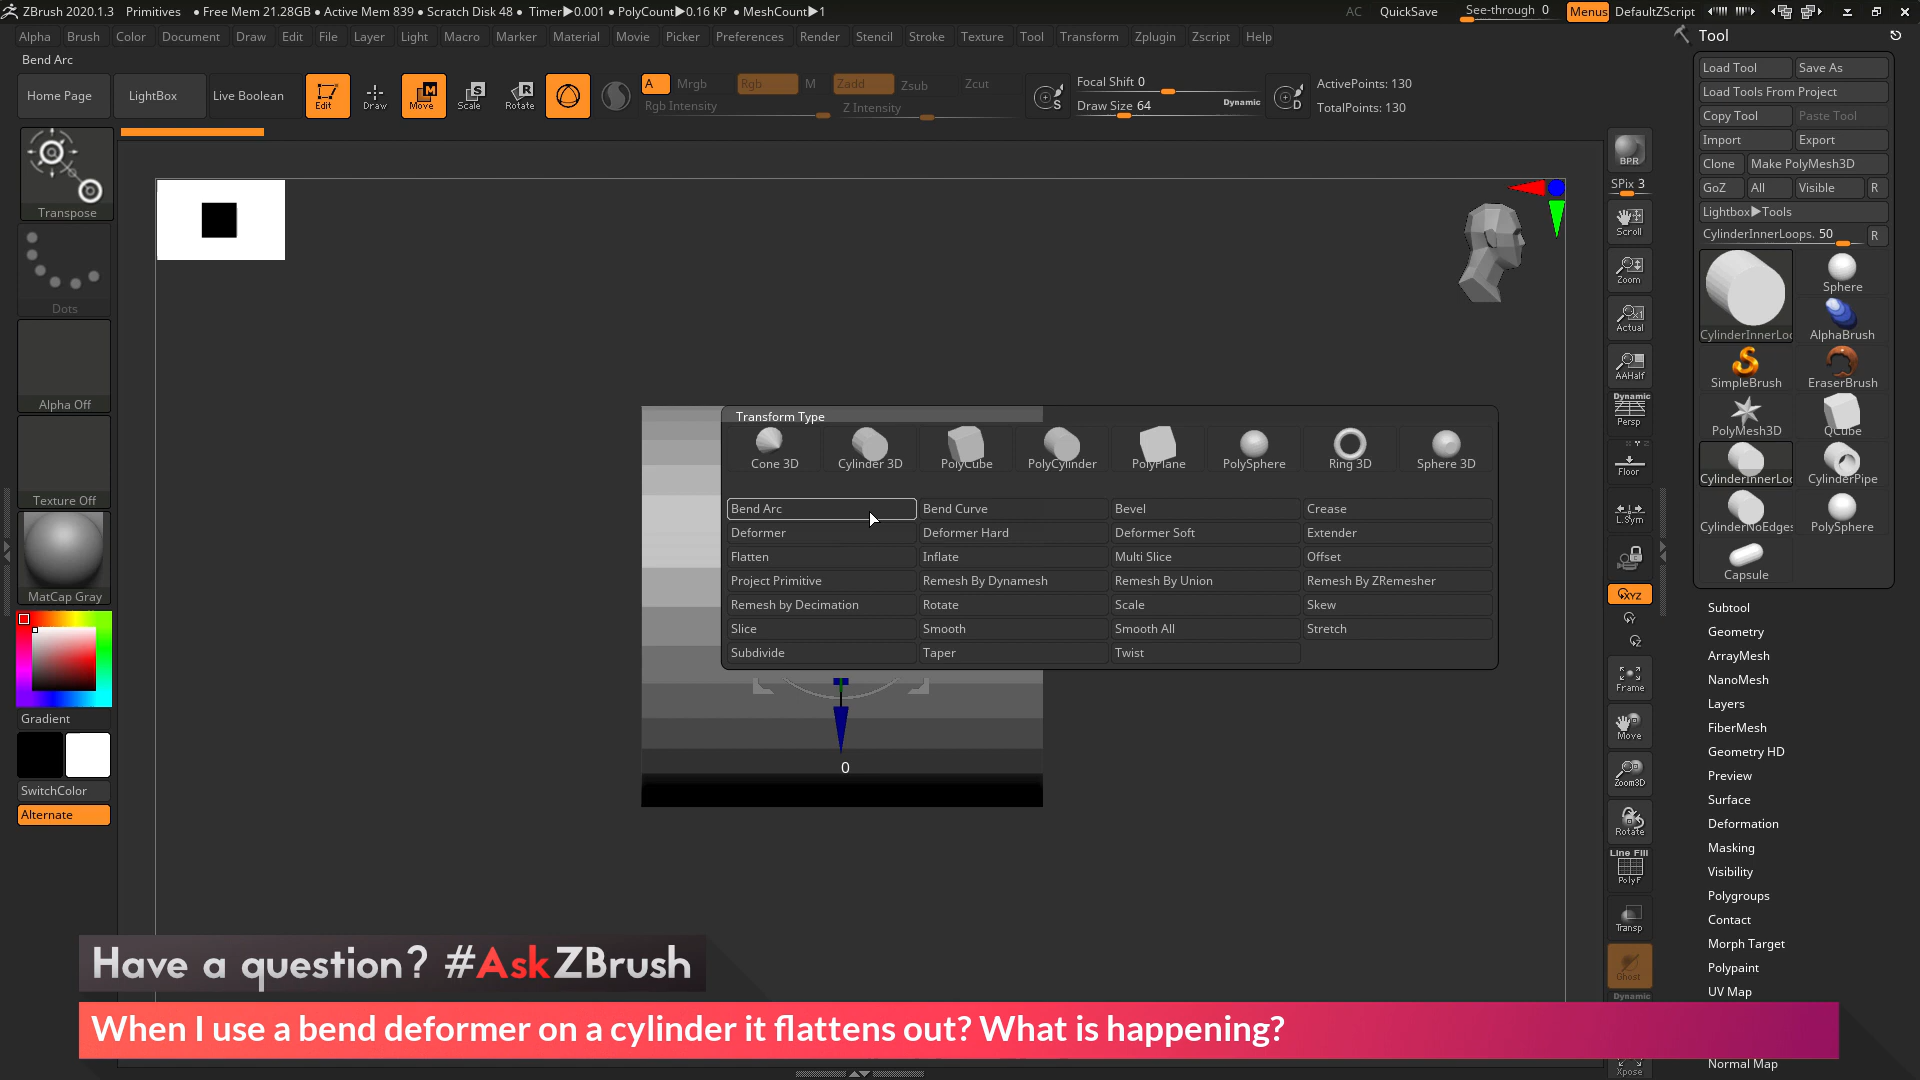 ZBrush 2020.1.3 Primitives • Free Mem 21.28GB • Active Mem 839 • Scratch Disk 48 • Timer▶0.001 • PolyCount▶0.16 KP • MeshCount▶1 AC QuickSave See-through 0 Menus DefaultZScript
Alpha Brush Color Document Draw Edit File Layer Light Macro Marker Material Movie Picker Preferences Render Stencil Stroke Texture Tool Transform Zplugin Zscript Help
Bend Arc
Home Page LightBox Live Boolean Edit Draw Move Scale Rotate
A Mrgb Rgb M Zadd Zsub Zcut
Rgb Intensity Z Intensity
S Focal Shift 0
Draw Size 64 Dynamic D
ActivePoints: 130
TotalPoints: 130
Transpose
Dots
Alpha Off
Texture Off
MatCap Gray
Gradient
SwitchColor
Alternate
Transform Type
Cone 3D Cylinder 3D PolyCube PolyCylinder PolyPlane PolySphere Ring 3D Sphere 3D
Bend Arc Bend Curve Bevel Crease
Deformer Deformer Hard Deformer Soft Extender
Flatten Inflate Multi Slice Offset
Project Primitive Remesh By Dynamesh Remesh By Union Remesh By ZRemesher
Remesh by Decimation Rotate Scale Skew
Slice Smooth Smooth All Stretch
Subdivide Taper Twist
0
BPR
SPix 3
Scroll
Zoom
Actual
AAHalf
Dynamic
Persp
Floor
L.Sym
XYZ
Frame
Move
Zoom3D
Rotate
Line Fill
PolyF
Transp
Ghost
Dynamic
Xpose
Tool
Load Tool Save As
Load Tools From Project
Copy Tool Paste Tool
Import Export
Clone Make PolyMesh3D
GoZ All Visible R
Lightbox▶Tools
CylinderInnerLoops. 50 R
CylinderInnerLoo Sphere
AlphaBrush
SimpleBrush EraserBrush
PolyMesh3D QCube
CylinderInnerLoo CylinderPipe
CylinderNoEdges PolySphere
Capsule
Subtool
Geometry
ArrayMesh
NanoMesh
Layers
FiberMesh
Geometry HD
Preview
Surface
Deformation
Masking
Visibility
Polygroups
Contact
Morph Target
Polypaint
UV Map
Normal Map
Have a question? #AskZBrush
When I use a bend deformer on a cylinder it flattens out? What is happening?